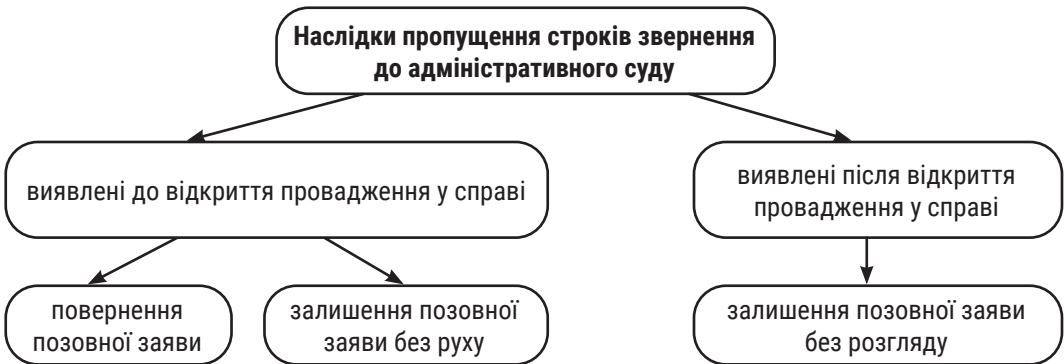 Наслідки пропущення строків звернення
до адміністративного суду
виявлені до відкриття провадження у справі
виявлені після відкриття
провадження у справі
повернення
позовної заяви
залишення позовної
заяви без руху
залишення позовної заяви
без розгляду